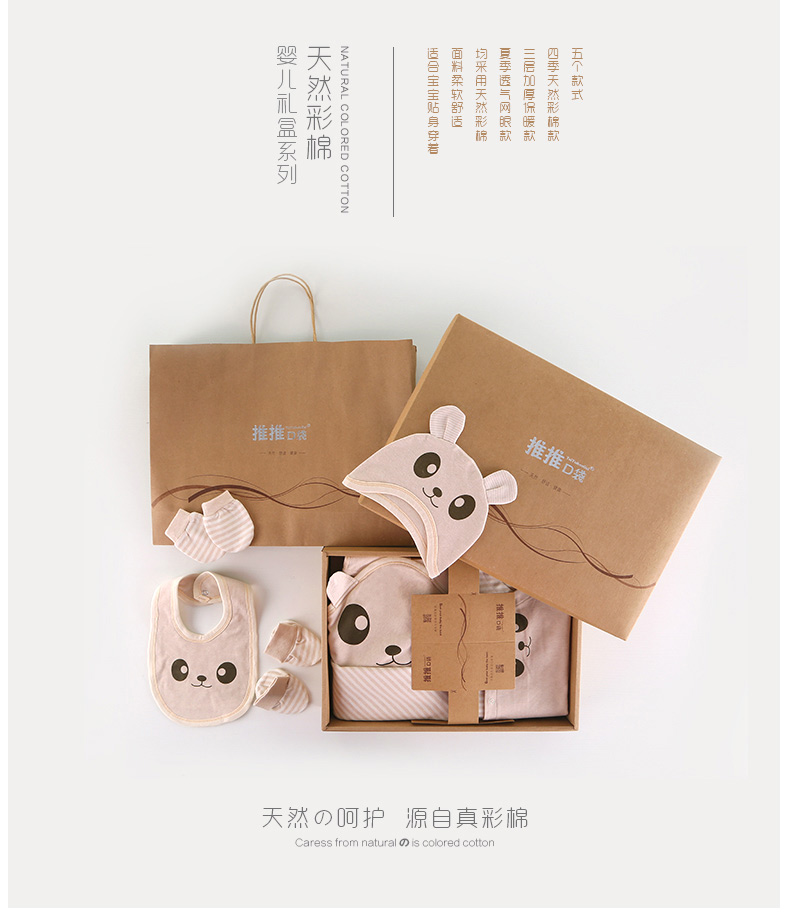 天然彩棉
婴儿礼盒系列
NATURAL COLORED COTTON
五个款式
四季天然彩棉款
三层加厚保暖款
夏季透气网眼款
均采用天然彩棉
面料柔软舒适
适合宝宝贴身穿着
推推D袋
推推D袋
推推D袋
天然の呵护 源自真彩棉
Caress from natural の is colored cotton